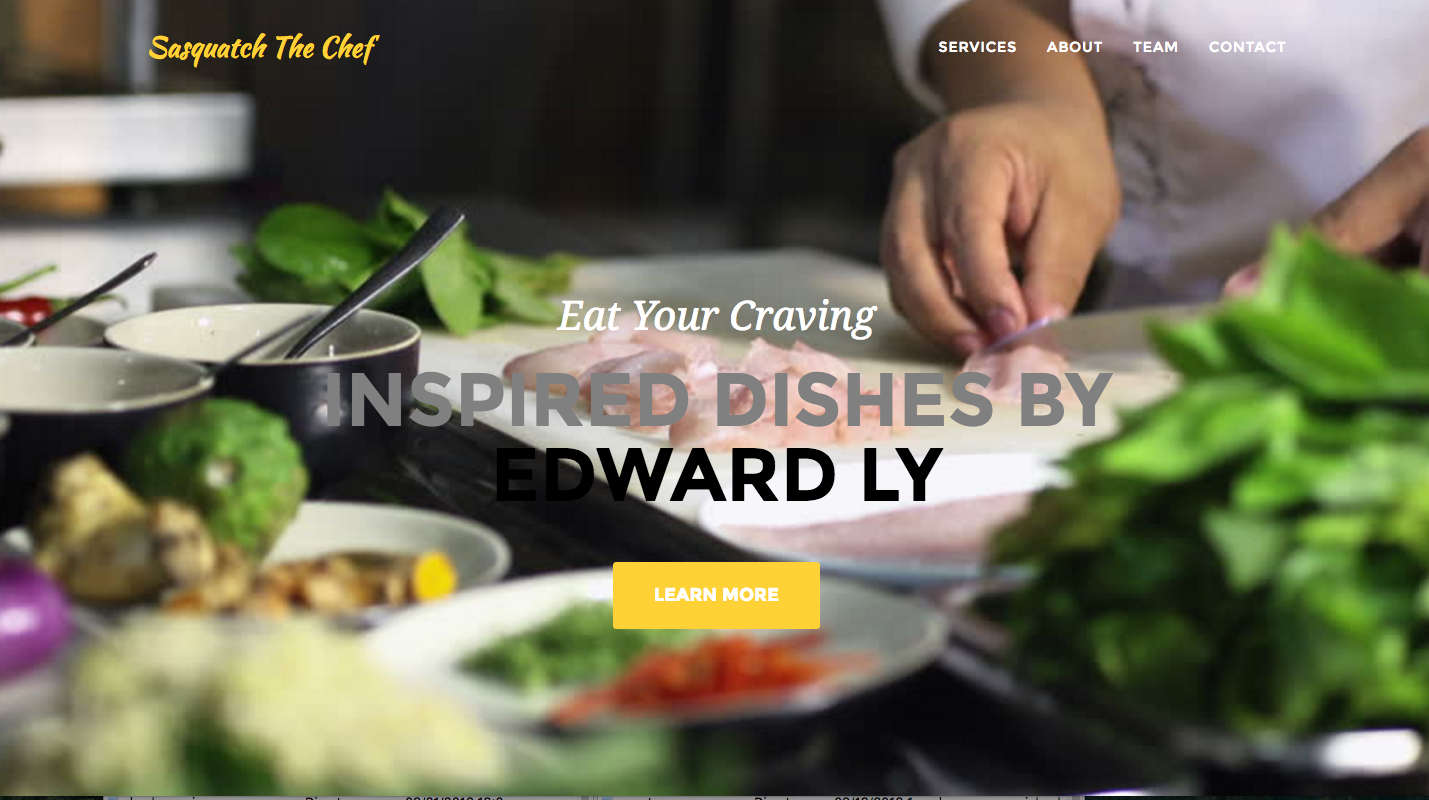 Sasquatch The Chef
SERVICES ABOUT TEAM CONTACT
Eat Your Craving
INSPIRED DISHES BY
EDWARD LY
LEARN MORE